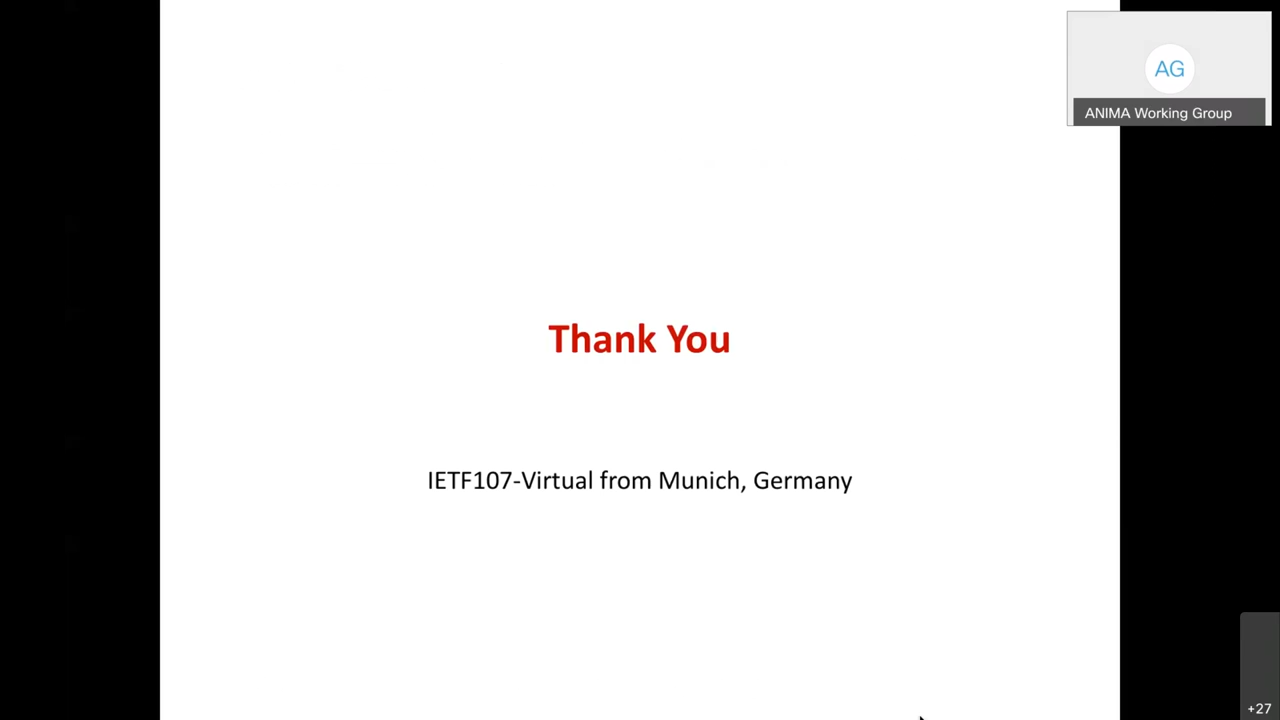 AG
ANIMA Working Group
Thank You
IETF107-Virtual from Munich, Germany
+27